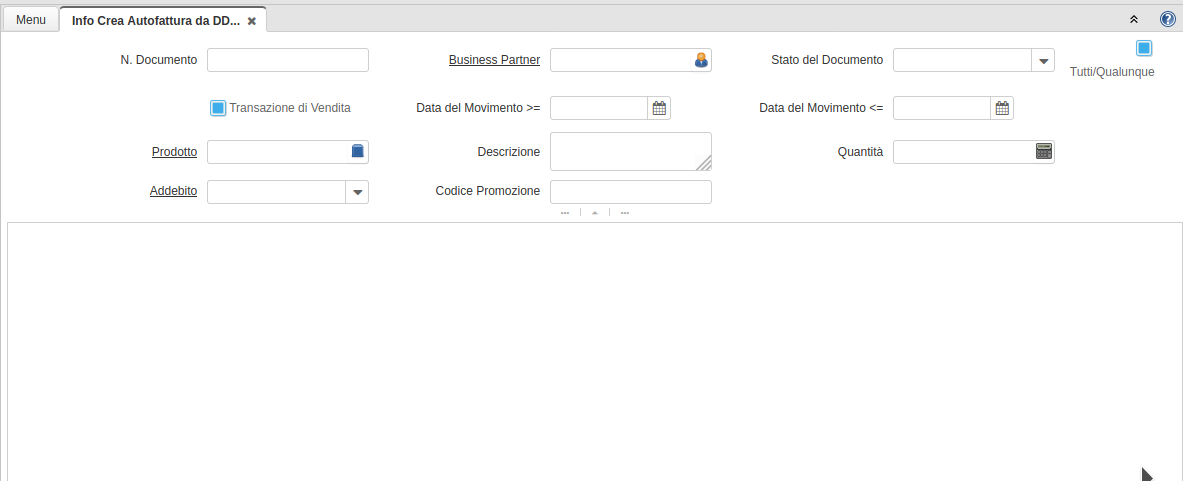 Menu
Info Crea Autofattura da DD...
N. Documento
Business Partner
Stato del Documento
Tutti/Qualunque
Transazione di Vendita
Data del Movimento >=
Data del Movimento <=
Prodotto
Descrizione
Quantità
Addebito
Codice Promozione